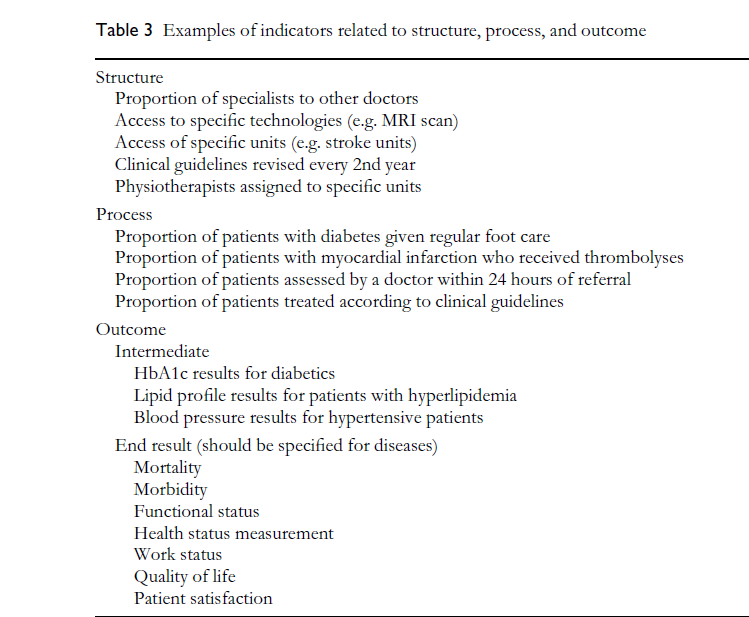 Table 3 Examples of indicators related to structure, process, and outcome
Structure
Proportion of specialists to other doctors
Access to specific technologies (e.g. MRI scan)
Access of specific units (e.g. stroke units)
Clinical guidelines revised every 2nd year
Physiotherapists assigned to specific units
Process
Proportion of patients with diabetes given regular foot care
Proportion of patients with myocardial infarction who received thrombolyses
Proportion of patients assessed by a doctor within 24 hours of referral
Proportion of patients treated according to clinical guidelines
Outcome
Intermediate
HbA1c results for diabetics
Lipid profile results for patients with hyperlipidemia
Blood pressure results for hypertensive patients
End result (should be specified for diseases)
Mortality
Morbidity
Functional status
Health status measurement
Work status
Quality of life
Patient satisfaction